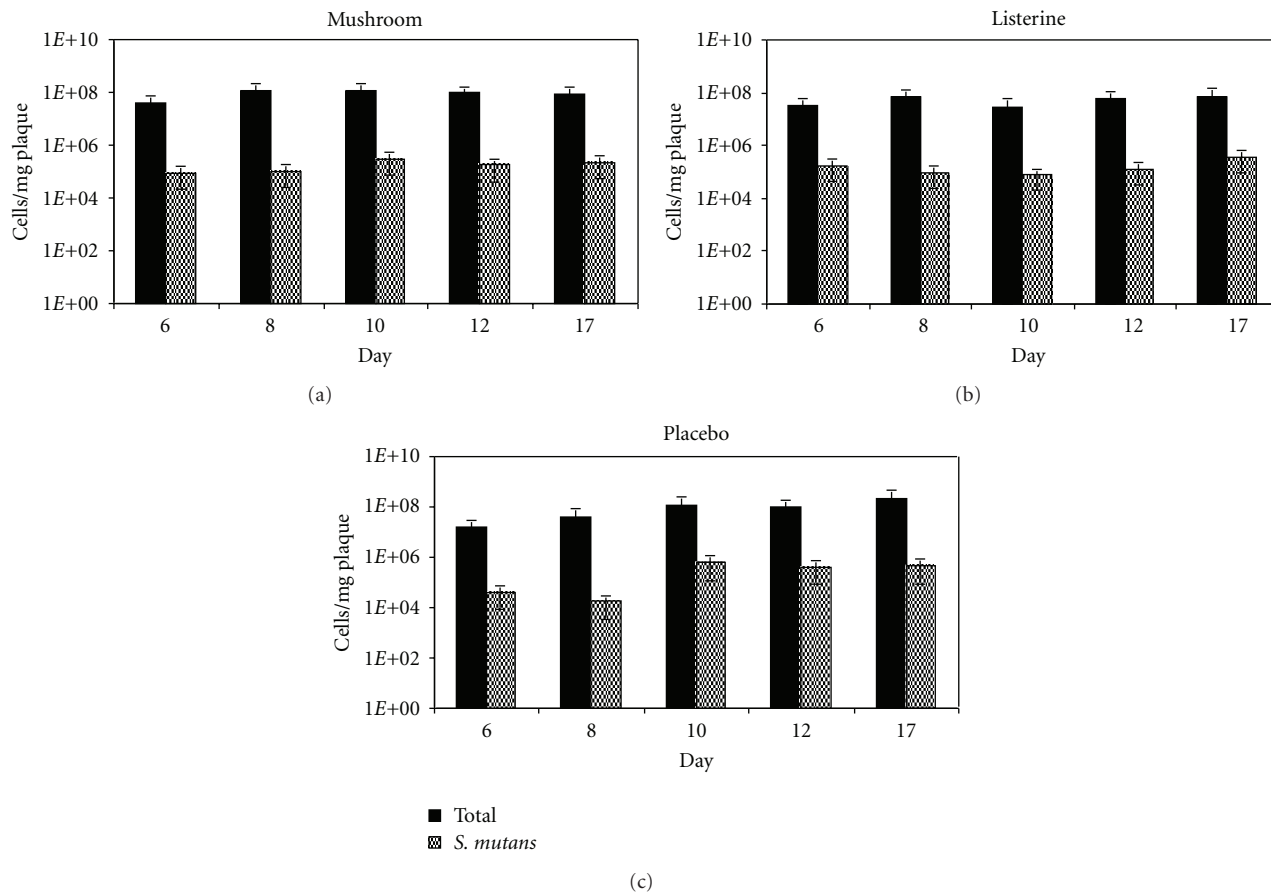 Mushroom
1E+10
1E+08
1E+06
1E+04
1E+02
1E+00
Cells/mg plaque
6 8 10 12 17
Day
(a)
Listerine
1E+10
1E+08
1E+06
1E+04
1E+02
1E+00
Cells/mg plaque
6 8 10 12 17
Day
(b)
Placebo
1E+10
1E+08
1E+06
1E+04
1E+02
1E+00
Cells/mg plaque
6 8 10 12 17
Day
Total
S. mutans
(c)